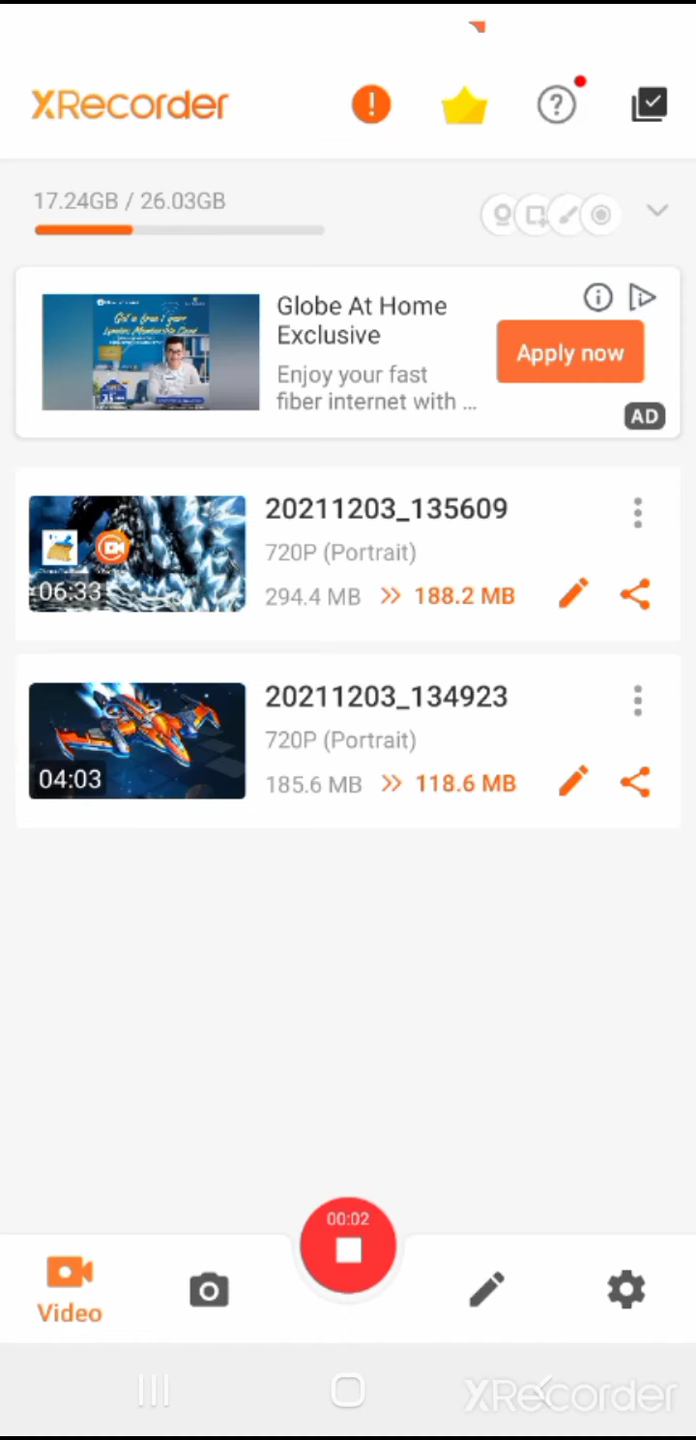 XRecorder
17.24GB / 26.03GB
Globe At Home
Exclusive
Enjoy your fast
fiber internet with ...
Apply now
AD
20211203_135609
720P (Portrait)
294.4 MB >> 188.2 MB
06:33
20211203_134923
720P (Portrait)
185.6 MB >> 118.6 MB
04:03
00:02
Video
XRecorder